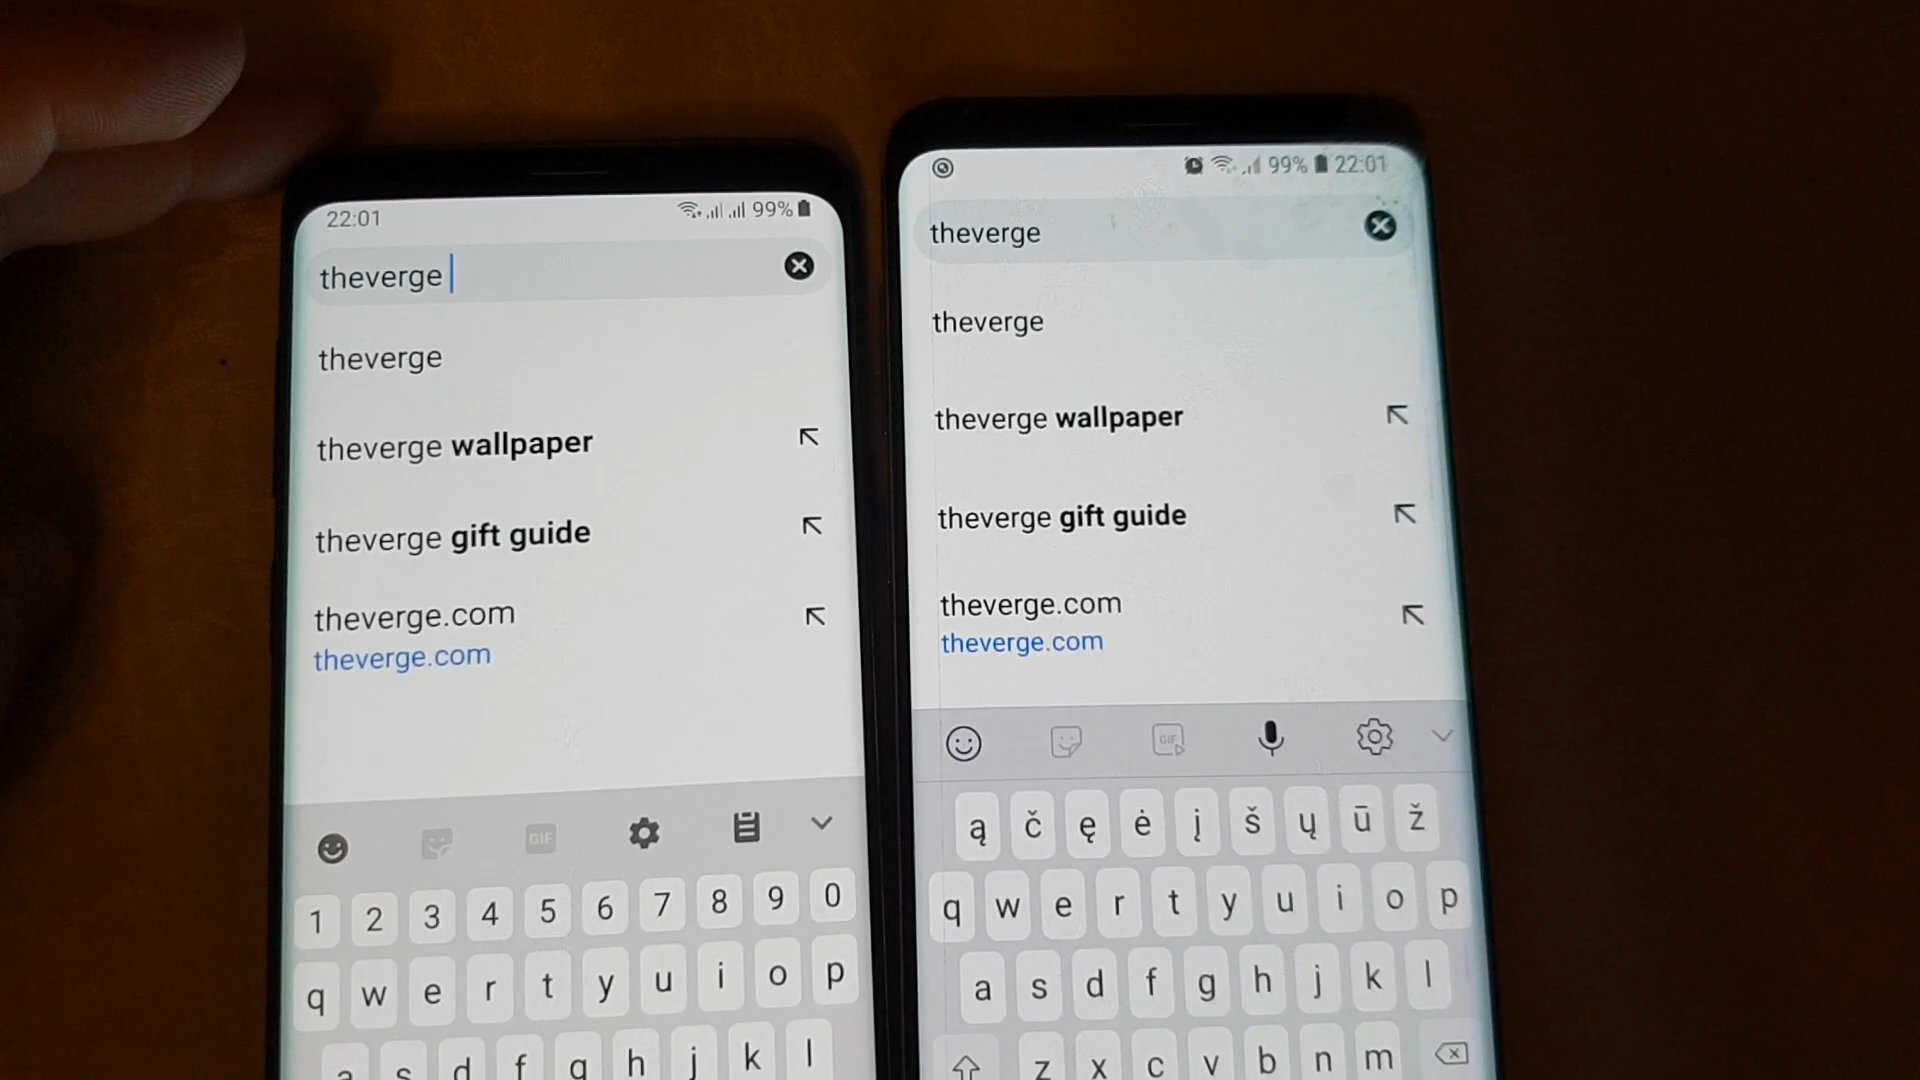 22:01
99%
theverge
theverge
theverge wallpaper
theverge gift guide
theverge.com
theverge.com
GIF
1 2 3 4 5 6 7 8 9 0
q w e r t y u i o p
a s d f g h j k l
99% 22:01
theverge
theverge
theverge wallpaper
theverge gift guide
theverge.com
theverge.com
GIF
ą č ę ė į š ų ū ž
q w e r t y u i o p
a s d f g h j k l
z x c v b n m